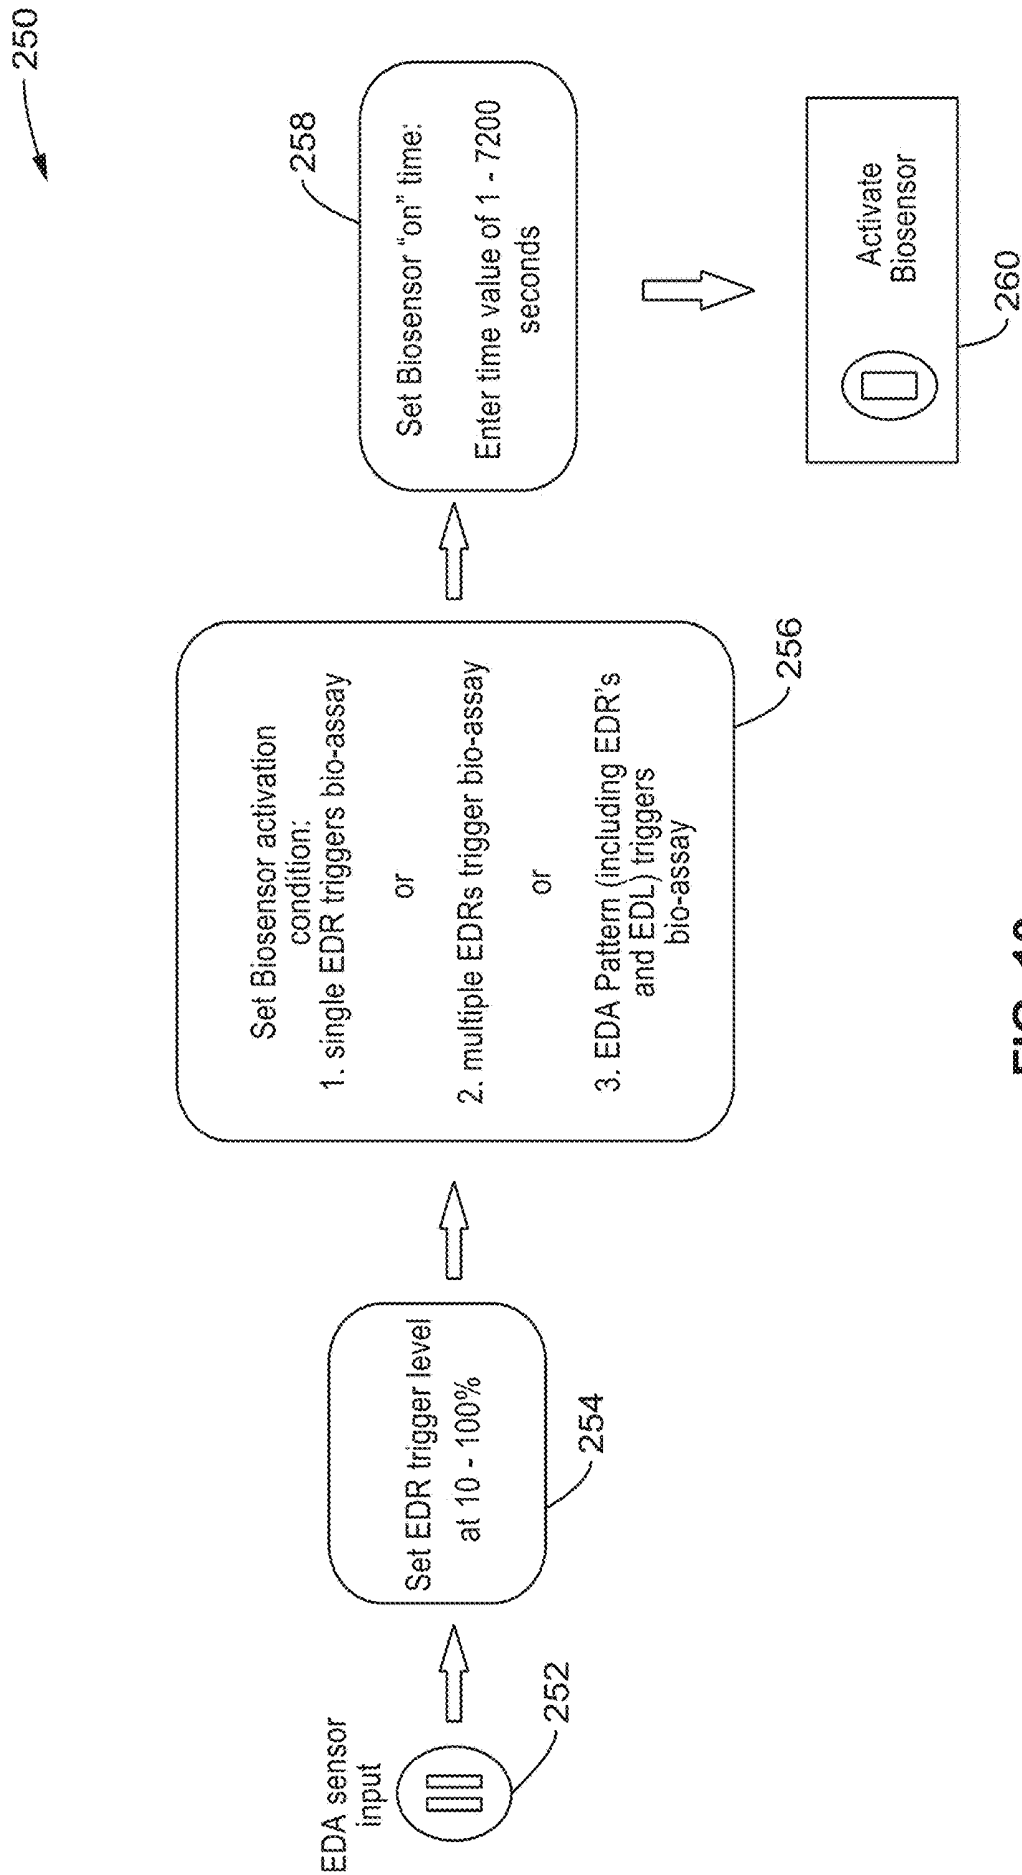 250
EDA sensor
input
252
Set EDR trigger level
at 10 - 100%
254
Set Biosensor activation
condition:
1. single EDR triggers bio-assay
or
2. multiple EDRs trigger bio-assay
or
3. EDA Pattern (including EDR's
and EDL) triggers
bio-assay
256
Set Biosensor "on" time:
Enter time value of 1 - 7200
seconds
258
Activate
Biosensor
260
FIG.